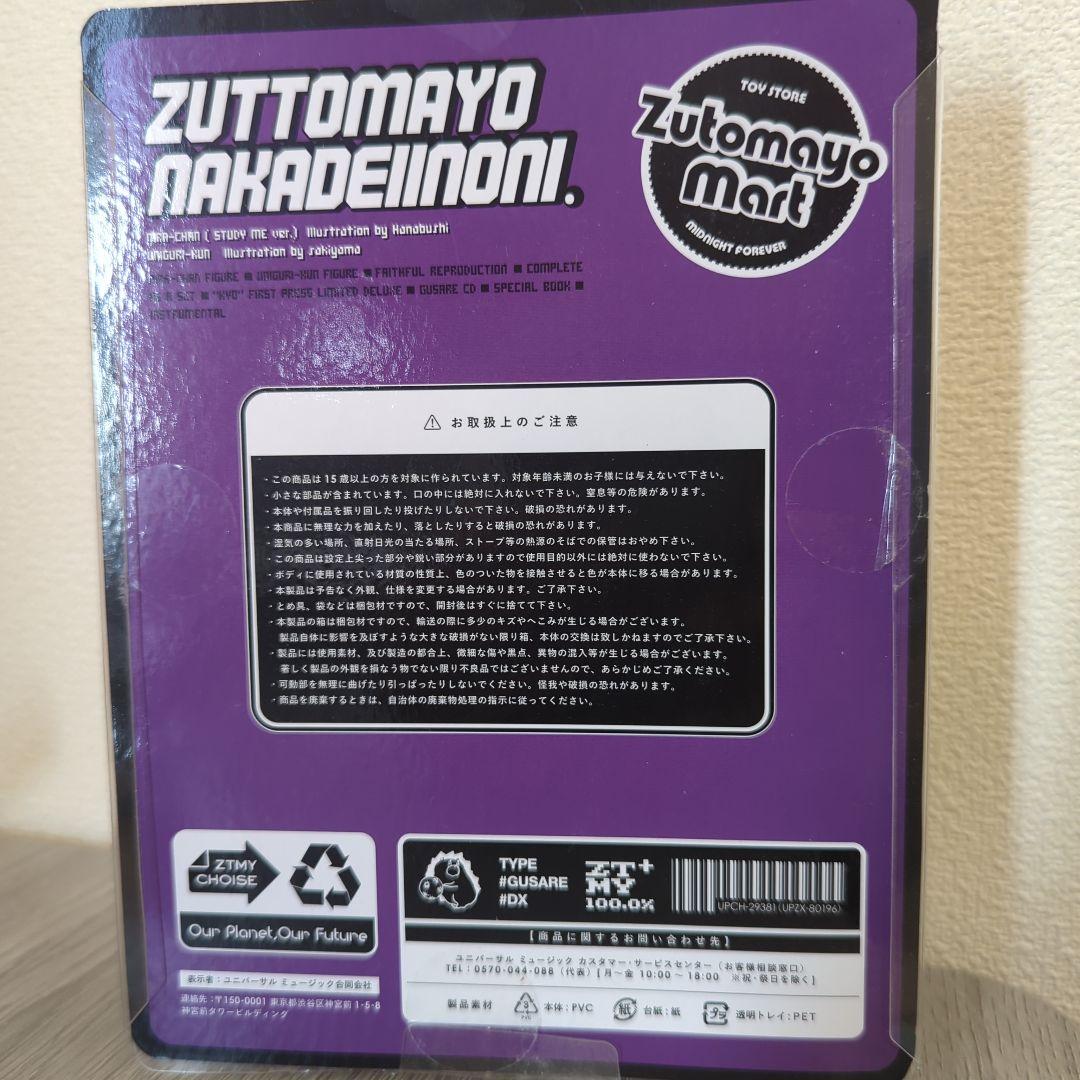 ZUTTOMAYO
NAKADEIINONI.
TOY STORE
Zutomayo
Mart
MIDNIGHT FOREVER
NIRA-CHAN ( STUDY ME ver.) Illustration by Hanabushi
UNIGURI-KUN Illustration by sakiyama
NIRA-CHAN FIGURE ■ UNIGURI-KUN FIGURE ■ FAITHFUL REPRODUCTION ■ COMPLETE
AS A SET ■ "KYO" FIRST PRESS LIMITED DELUXE ■ GUSARE CD ■ SPECIAL BOOK ■
INSTRUMENTAL
⚠ お取扱上のご注意
・この商品は15歳以上の方を対象に作られています。対象年齢未満のお子様には与えないで下さい。
・小さな部品が含まれています。口の中には絶対に入れないで下さい。窒息等の危険があります。
・本体や付属品を振り回したり投げたりしないで下さい。破損の恐れがあります。
・本商品に無理な力を加えたり、落としたりすると破損の恐れがあります。
・湿気の多い場所、直射日光の当たる場所、ストーブ等の熱源のそばでの保管はおやめ下さい。
・この商品は設定上尖った部分や鋭い部分がありますので使用目的以外には絶対に使わないで下さい。
・ボディに使用されている材質の性質上、色のついた物を接触させると色が本体に移る場合があります。
・本製品は予告なく外観、仕様を変更する場合があります。ご了承下さい。
・とめ具、袋などは梱包材ですので、開封後はすぐに捨てて下さい。
・本製品の箱は梱包材ですので、輸送の際に多少のキズやへこみが生じる場合がございます。
製品自体に影響を及ぼすような大きな破損がない限り箱、本体の交換は致しかねますのでご了承下さい。
・製品には使用素材、及び製造の都合上、微細な傷や黒点、異物の混入等が生じる場合がございます。
著しく製品の外観を損なう物でない限り不良品ではございませんので、あらかじめご了承ください。
・可動部を無理に曲げたり引っぱったりしないでください。怪我や破損の恐れがあります。
・商品を廃棄するときは、自治体の廃棄物処理の指示に従ってください。
ZTMY
CHOISE
Our Planet,Our Future
表示者：ユニバーサル ミュージック合同会社
連絡先：〒150-0001 東京都渋谷区神宮前1-5-8
神宮前タワービルディング
TYPE
#GUSARE
#DX
ZT+
MY
100.0%
UPCH-29381(UPZX-80196)
【商品に関するお問い合わせ先】
ユニバーサル ミュージック カスタマー・サービスセンター（お客様相談窓口）
TEL：0570-044-088（代表）[月～金 10:00～18:00 ※祝・祭日を除く]
製品素材 3 PVC 本体：PVC 紙 台紙：紙 プラ 透明トレイ：PET